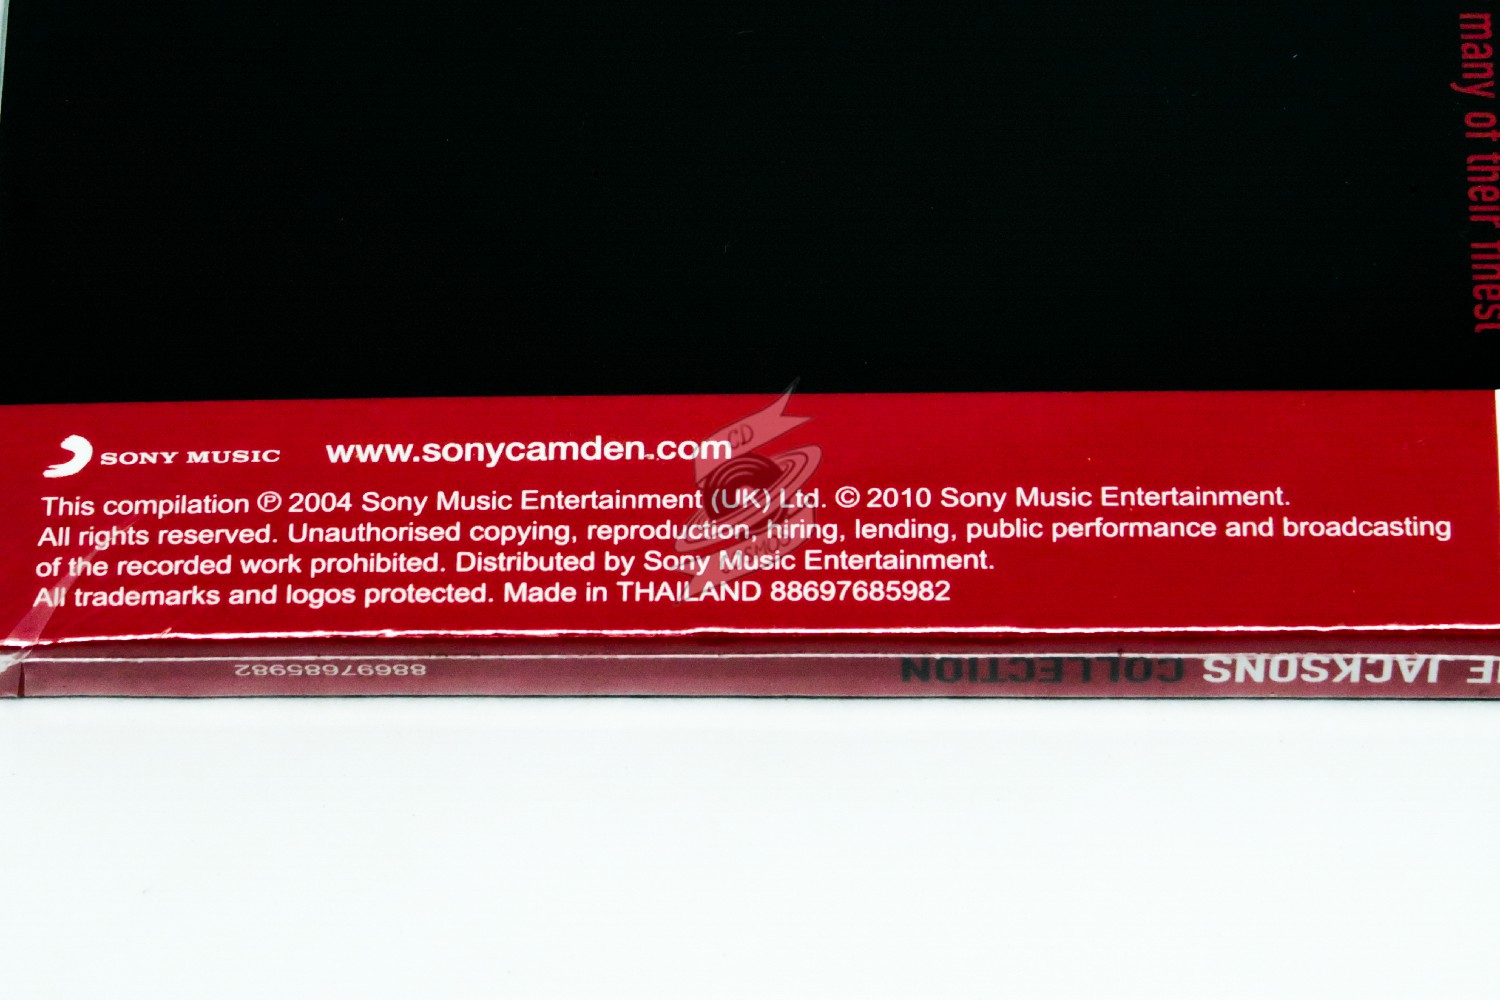 many of their finest
SONY MUSIC www.sonycamden.com
This compilation ℗ 2004 Sony Music Entertainment (UK) Ltd. © 2010 Sony Music Entertainment.
All rights reserved. Unauthorised copying, reproduction, hiring, lending, public performance and broadcasting
of the recorded work prohibited. Distributed by Sony Music Entertainment.
All trademarks and logos protected. Made in THAILAND 88697685982
JACKSONS COLLECTION 88697685982
CD